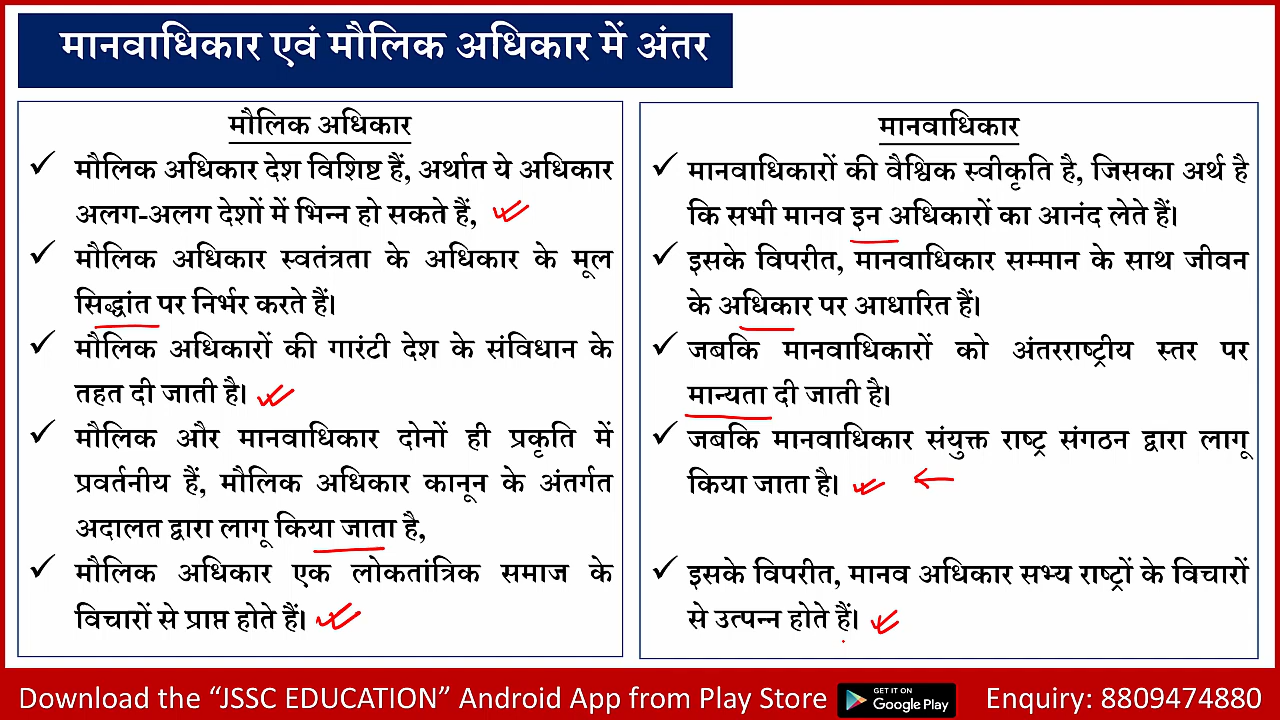 मानवाधिकार एवं मौलिक अधिकार में अंतर
मौलिक अधिकार
✓ मौलिक अधिकार देश विशिष्ट हैं, अर्थात ये अधिकार
अलग-अलग देशों में भिन्न हो सकते हैं,
✓ मौलिक अधिकार स्वतंत्रता के अधिकार के मूल
सिद्धांत पर निर्भर करते हैं।
✓ मौलिक अधिकारों की गारंटी देश के संविधान के
तहत दी जाती है।
✓ मौलिक और मानवाधिकार दोनों ही प्रकृति में
प्रवर्तनीय हैं, मौलिक अधिकार कानून के अंतर्गत
अदालत द्वारा लागू किया जाता है,
✓ मौलिक अधिकार एक लोकतांत्रिक समाज के
विचारों से प्राप्त होते हैं।
मानवाधिकार
✓ मानवाधिकारों की वैश्विक स्वीकृति है, जिसका अर्थ है
कि सभी मानव इन अधिकारों का आनंद लेते हैं।
✓ इसके विपरीत, मानवाधिकार सम्मान के साथ जीवन
के अधिकार पर आधारित हैं।
✓ जबकि मानवाधिकारों को अंतरराष्ट्रीय स्तर पर
मान्यता दी जाती है।
✓ जबकि मानवाधिकार संयुक्त राष्ट्र संगठन द्वारा लागू
किया जाता है।
✓ इसके विपरीत, मानव अधिकार सभ्य राष्ट्रों के विचारों
से उत्पन्न होते हैं।
Download the “JSSC EDUCATION” Android App from Play Store GET IT ON Google Play Enquiry: 8809474880